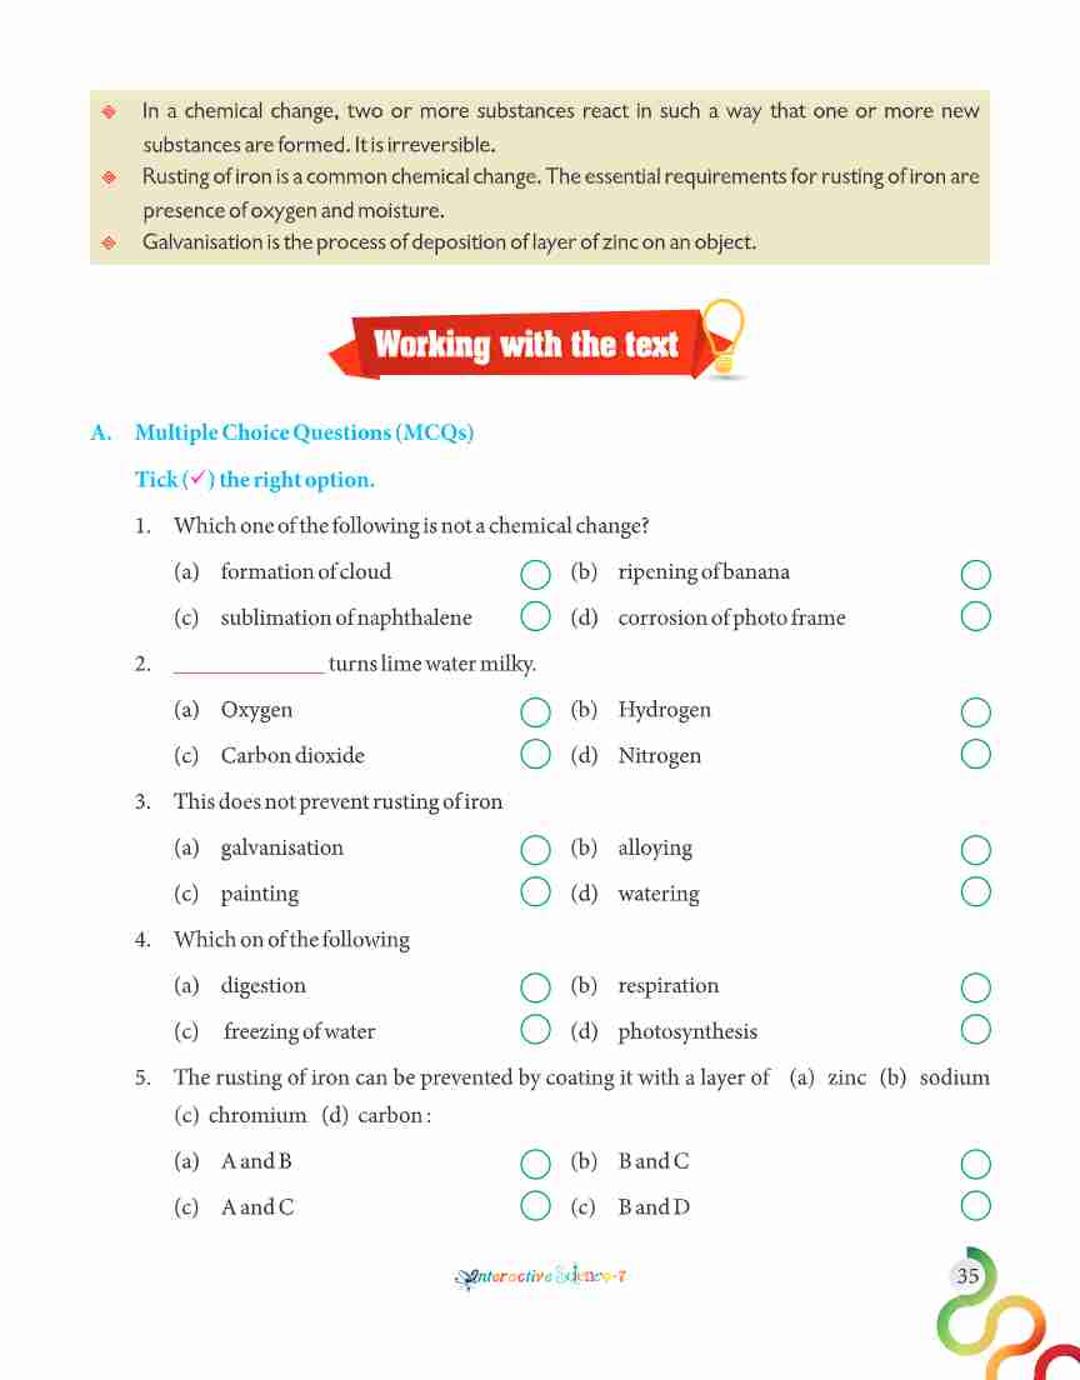 In a chemical change, two or more substances react in such a way that one or more new
substances are formed. It is irreversible.
Rusting of iron is a common chemical change. The essential requirements for rusting of iron are
presence of oxygen and moisture.
Galvanisation is the process of deposition of layer of zinc on an object.
Working with the text
A. Multiple Choice Questions (MCQs)
Tick (✓) the right option.
1. Which one of the following is not a chemical change?
(a) formation of cloud (b) ripening of banana
(c) sublimation of naphthalene (d) corrosion of photo frame
2. ____________ turns lime water milky.
(a) Oxygen (b) Hydrogen
(c) Carbon dioxide (d) Nitrogen
3. This does not prevent rusting of iron
(a) galvanisation (b) alloying
(c) painting (d) watering
4. Which on of the following
(a) digestion (b) respiration
(c) freezing of water (d) photosynthesis
5. The rusting of iron can be prevented by coating it with a layer of (a) zinc (b) sodium
(c) chromium (d) carbon :
(a) A and B (b) B and C
(c) A and C (c) B and D
Interactive Science-7
35